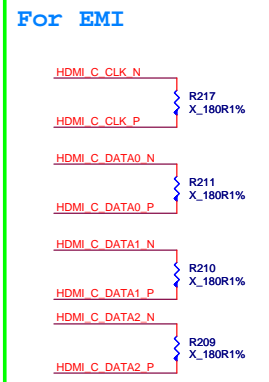 For EMI
HDMI_C_CLK_N
R217
X_180R1%
HDMI_C_CLK_P
HDMI_C_DATA0_N
R211
X_180R1%
HDMI_C_DATA0_P
HDMI_C_DATA1_N
R210
X_180R1%
HDMI_C_DATA1_P
HDMI_C_DATA2_N
R209
X_180R1%
HDMI_C_DATA2_P